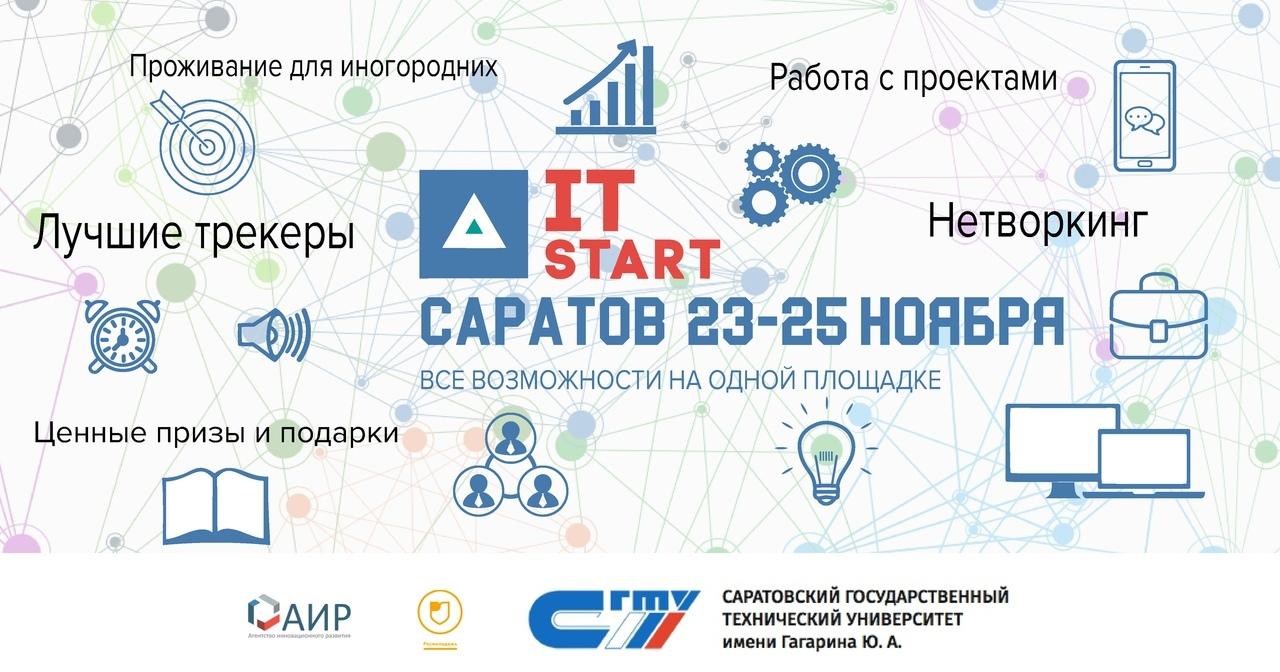 Проживание для иногородних
Работа с проектами
Лучшие трекеры
IT
START
Нетворкинг
САРАТОВ 23-25 НОЯБРЯ
ВСЕ ВОЗМОЖНОСТИ НА ОДНОЙ ПЛОЩАДКЕ
Ценные призы и подарки
АИР
Агентство инновационного развития
Росмолодёжь
СГТУ
САРАТОВСКИЙ ГОСУДАРСТВЕННЫЙ
ТЕХНИЧЕСКИЙ УНИВЕРСИТЕТ
имени Гагарина Ю. А.